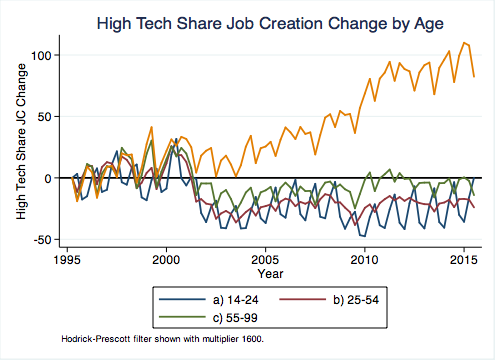 High Tech Share Job Creation Change by Age
High Tech Share JC Change
100
50
0
-50
1995
2000
2005
2010
2015
Year
a) 14-24
b) 25-54
c) 55-99
Hodrick-Prescott filter shown with multiplier 1600.